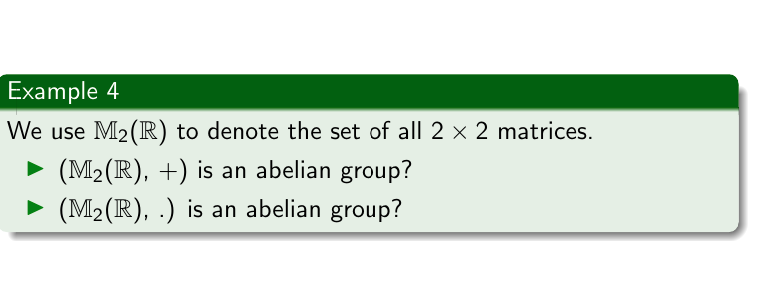 Example 4
We use 𝕄₂(ℝ) to denote the set of all 2 × 2 matrices.
▶ (𝕄₂(ℝ), +) is an abelian group?
▶ (𝕄₂(ℝ), .) is an abelian group?